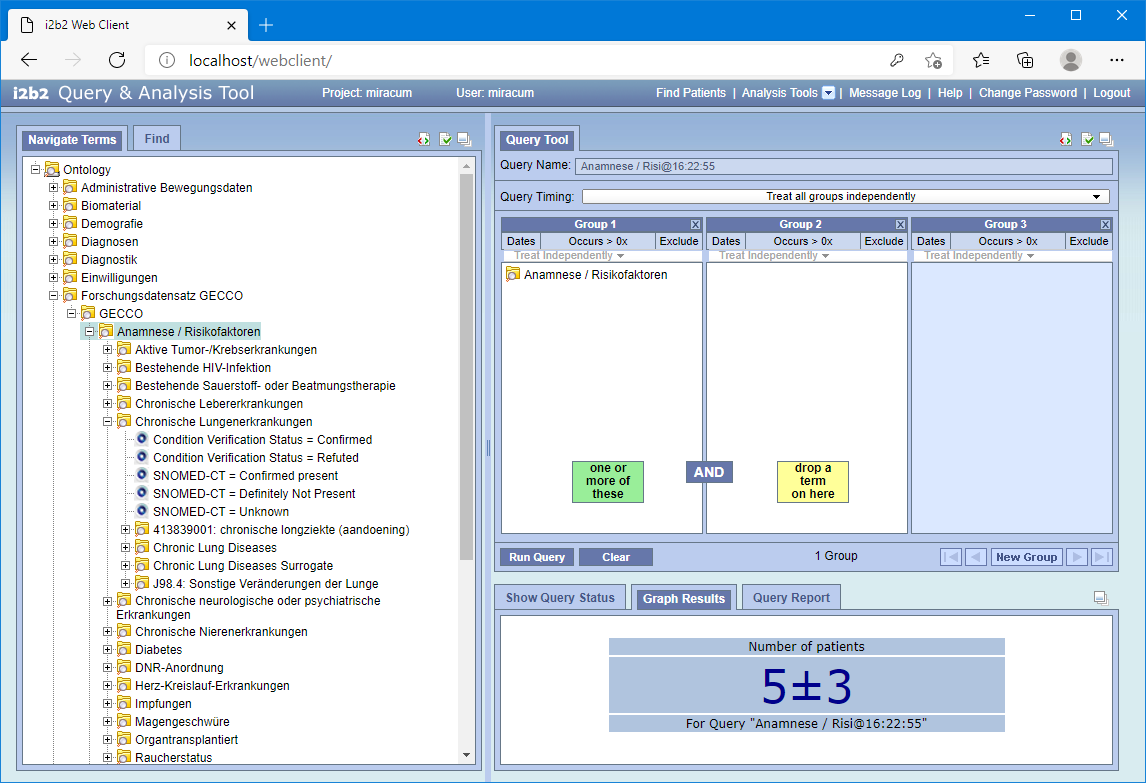 i2b2 Web Client
localhost/webclient/
i2b2 Query & Analysis Tool
Project: miracum
User: miracum
Find Patients | Analysis Tools | Message Log | Help | Change Password | Logout
Navigate Terms
Find
Ontology
Administrative Bewegungsdaten
Biomaterial
Demografie
Diagnosen
Diagnostik
Einwilligungen
Forschungsdatensatz GECCO
GECCO
Anamnese / Risikofaktoren
Aktive Tumor-/Krebserkrankungen
Bestehende HIV-Infektion
Bestehende Sauerstoff- oder Beatmungstherapie
Chronische Lebererkrankungen
Chronische Lungenerkrankungen
Condition Verification Status = Confirmed
Condition Verification Status = Refuted
SNOMED-CT = Confirmed present
SNOMED-CT = Definitely Not Present
SNOMED-CT = Unknown
413839001: chronische longziekte (aandoening)
Chronic Lung Diseases
Chronic Lung Diseases Surrogate
J98.4: Sonstige Veränderungen der Lunge
Chronische neurologische oder psychiatrische
Erkrankungen
Chronische Nierenerkrankungen
Diabetes
DNR-Anordnung
Herz-Kreislauf-Erkrankungen
Impfungen
Magengeschwüre
Organtransplantiert
Raucherstatus
Query Tool
Query Name: Anamnese / Risi@16:22:55
Query Timing: Treat all groups independently
Group 1
Dates Occurs > 0x Exclude
Treat Independently
Anamnese / Risikofaktoren
one or
more of
these
AND
Group 2
Dates Occurs > 0x Exclude
Treat Independently
drop a
term
on here
Group 3
Dates Occurs > 0x Exclude
Treat Independently
Run Query
Clear
1 Group
New Group
Show Query Status
Graph Results
Query Report
Number of patients
5±3
For Query "Anamnese / Risi@16:22:55"